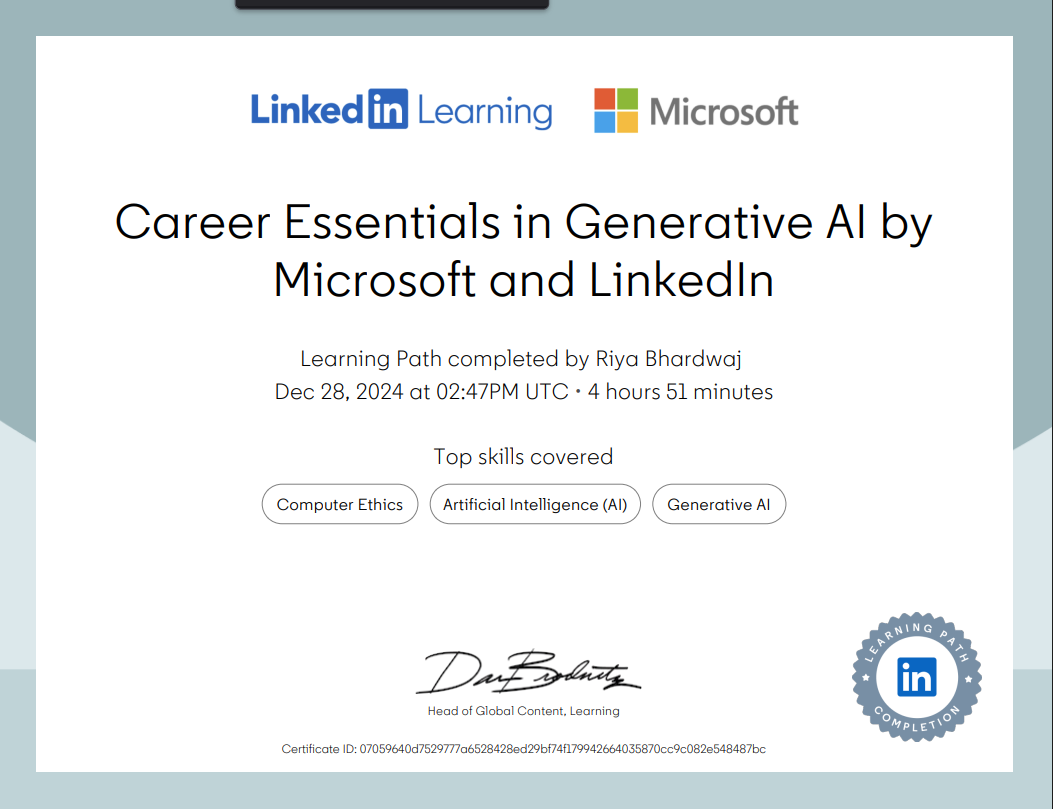 Linked in Learning
Microsoft
Career Essentials in Generative AI by
Microsoft and LinkedIn
Learning Path completed by Riya Bhardwaj
Dec 28, 2024 at 02:47PM UTC • 4 hours 51 minutes
Top skills covered
Computer Ethics
Artificial Intelligence (AI)
Generative AI
Head of Global Content, Learning
LEARNING PATH
in
COMPLETION
Certificate ID: 07059640d7529777a6528428ed29bf74f179942664035870cc9c082e548487bc